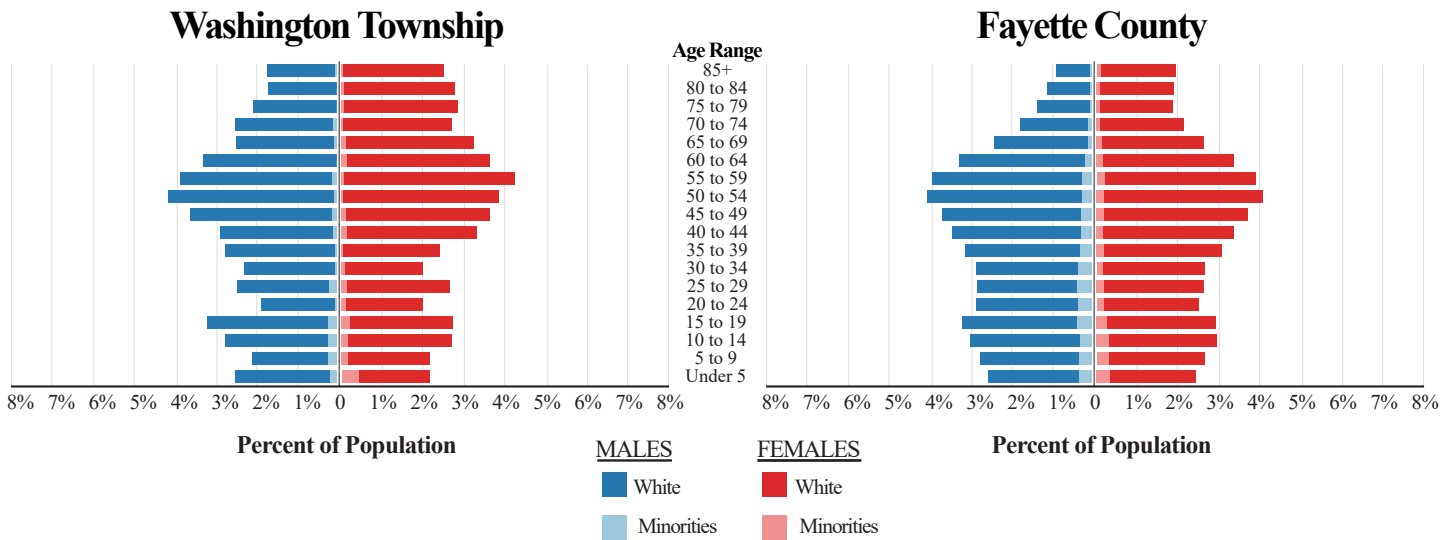 Washington Township
Fayette County
Age Range
85+
80 to 84
75 to 79
70 to 74
65 to 69
60 to 64
55 to 59
50 to 54
45 to 49
40 to 44
35 to 39
30 to 34
25 to 29
20 to 24
15 to 19
10 to 14
5 to 9
Under 5
8% 7% 6% 5% 4% 2% 1% 0 1% 2% 3% 4% 5% 6% 7% 8%
8% 7% 6% 5% 4% 2% 1% 0 1% 2% 3% 4% 5% 6% 7% 8%
Percent of Population
Percent of Population
MALES FEMALES
White White
Minorities Minorities